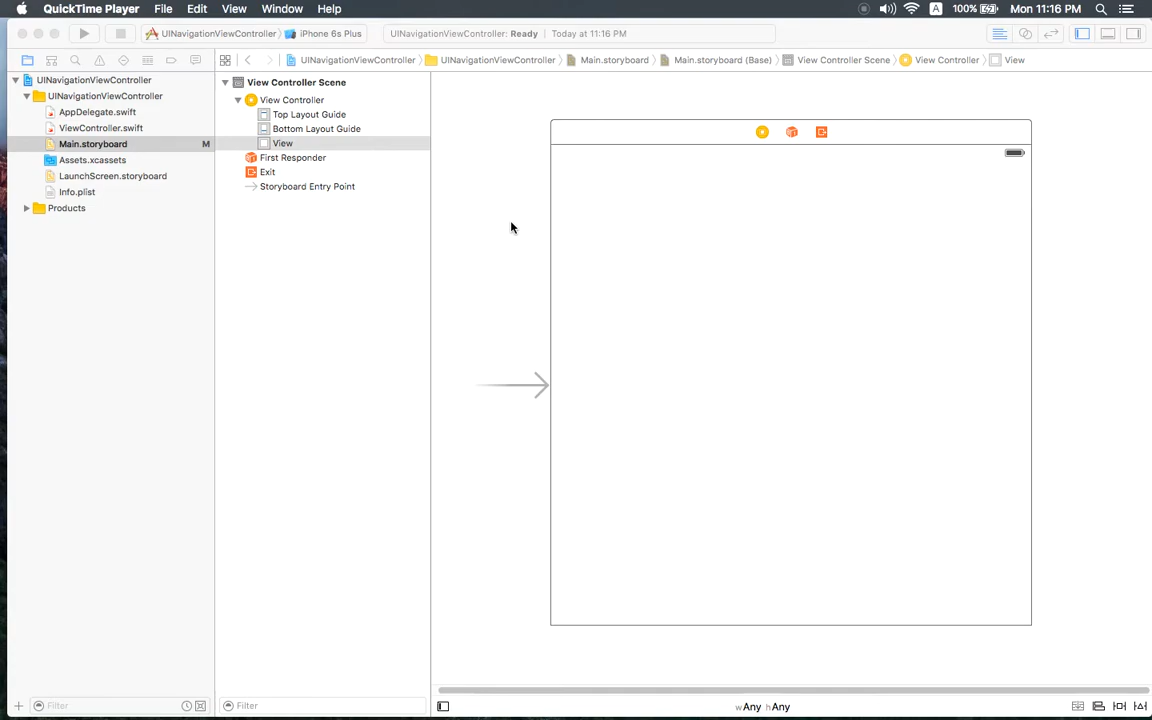 QuickTime Player File Edit View Window Help A 100% Mon 11:16 PM
UINavigationViewController iPhone 6s Plus UINavigationViewController: Ready Today at 11:16 PM
UINavigationViewController UINavigationViewController Main.storyboard Main.storyboard (Base) View Controller Scene View Controller View
UINavigationViewController
UINavigationViewController
AppDelegate.swift
ViewController.swift
Main.storyboard M
Assets.xcassets
LaunchScreen.storyboard
Info.plist
Products
View Controller Scene
View Controller
Top Layout Guide
Bottom Layout Guide
View
First Responder
Exit
Storyboard Entry Point
Filter
Filter
wAny hAny